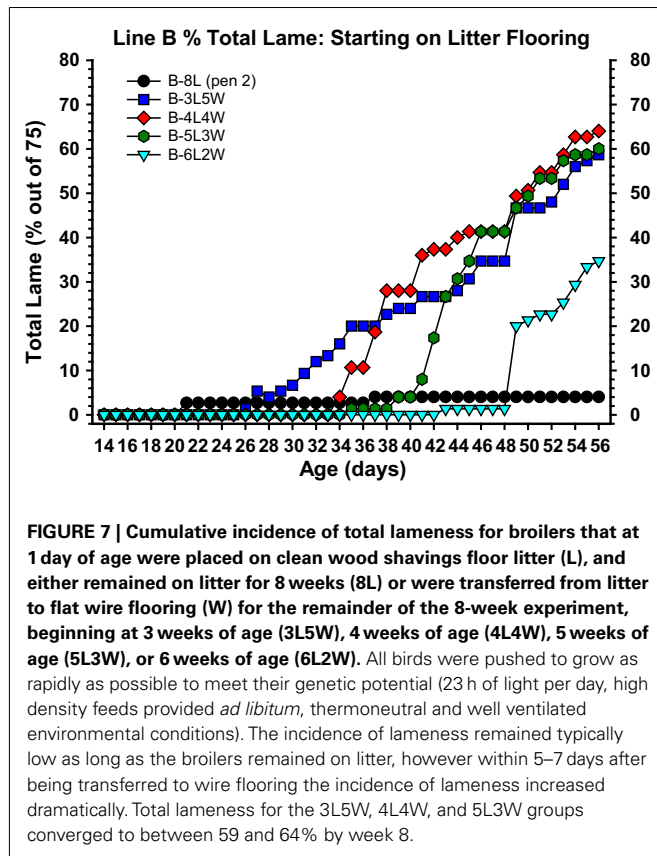 Line B % Total Lame: Starting on Litter Flooring
80 80
70 70
60 60
50 50
40 40
30 30
20 20
10 10
0 0
Total Lame (% out of 75)
B-8L (pen 2)
B-3L5W
B-4L4W
B-5L3W
B-6L2W
14 16 18 20 22 24 26 28 30 32 34 36 38 40 42 44 46 48 50 52 54 56
Age (days)
FIGURE 7 | Cumulative incidence of total lameness for broilers that at
1 day of age were placed on clean wood shavings floor litter (L), and
either remained on litter for 8 weeks (8L) or were transferred from litter
to flat wire flooring (W) for the remainder of the 8-week experiment,
beginning at 3 weeks of age (3L5W), 4 weeks of age (4L4W), 5 weeks of
age (5L3W), or 6 weeks of age (6L2W). All birds were pushed to grow as
rapidly as possible to meet their genetic potential (23 h of light per day, high
density feeds provided ad libitum, thermoneutral and well ventilated
environmental conditions). The incidence of lameness remained typically
low as long as the broilers remained on litter, however within 5–7 days after
being transferred to wire flooring the incidence of lameness increased
dramatically. Total lameness for the 3L5W, 4L4W, and 5L3W groups
converged to between 59 and 64% by week 8.